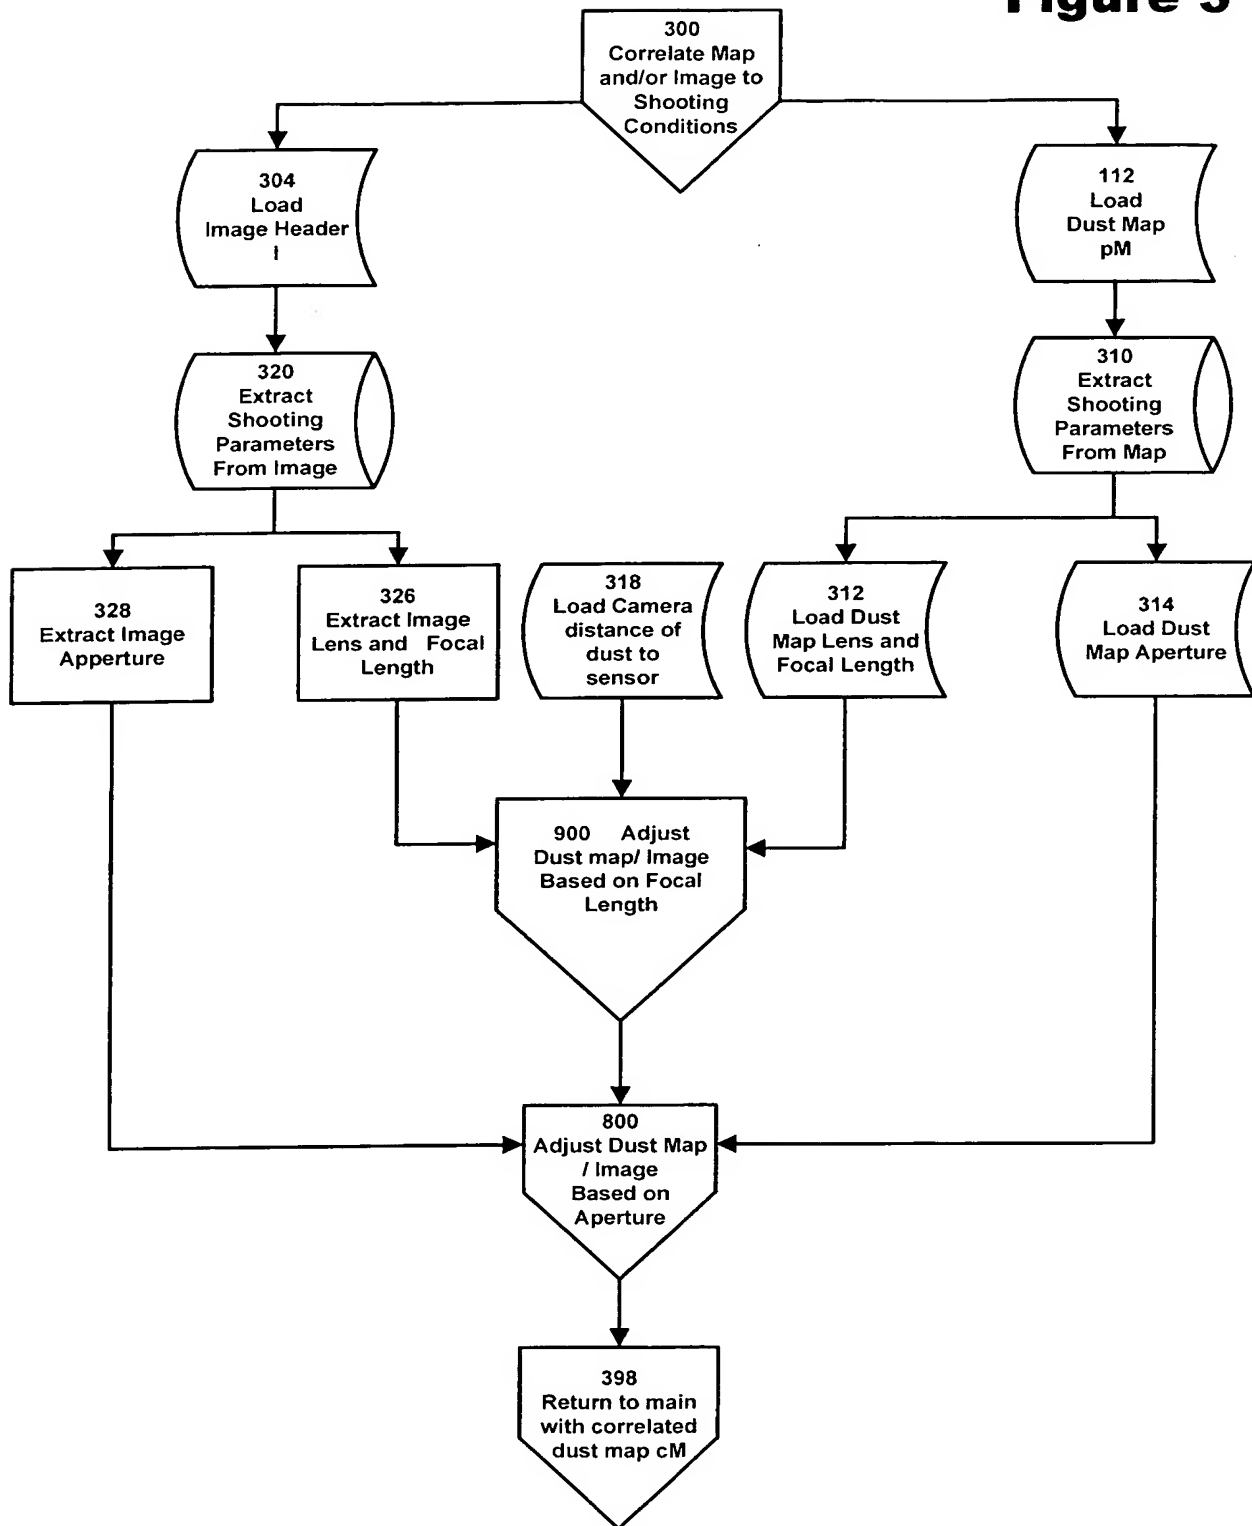 Figure 3
300
Correlate Map
and/or Image to
Shooting
Conditions
304
Load
Image Header
I
112
Load
Dust Map
pM
320
Extract
Shooting
Parameters
From Image
310
Extract
Shooting
Parameters
From Map
328
Extract Image
Apperture
326
Extract Image
Lens and Focal
Length
318
Load Camera
distance of
dust to
sensor
312
Load Dust
Map Lens and
Focal Length
314
Load Dust
Map Aperture
900 Adjust
Dust map/ Image
Based on Focal
Length
800
Adjust Dust Map
/ Image
Based on
Aperture
398
Return to main
with correlated
dust map cM